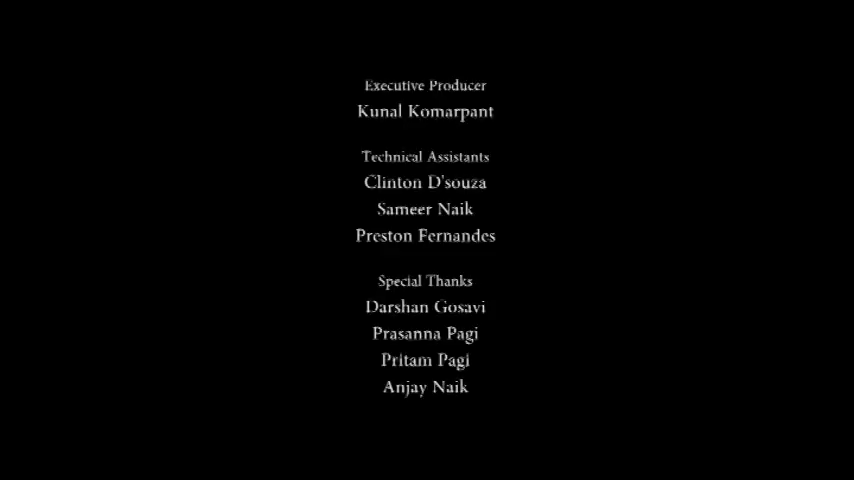 Executive Producer
Kunal Komarpant
Technical Assistants
Clinton D'souza
Sameer Naik
Preston Fernandes
Special Thanks
Darshan Gosavi
Prasanna Pagi
Pritam Pagi
Anjay Naik